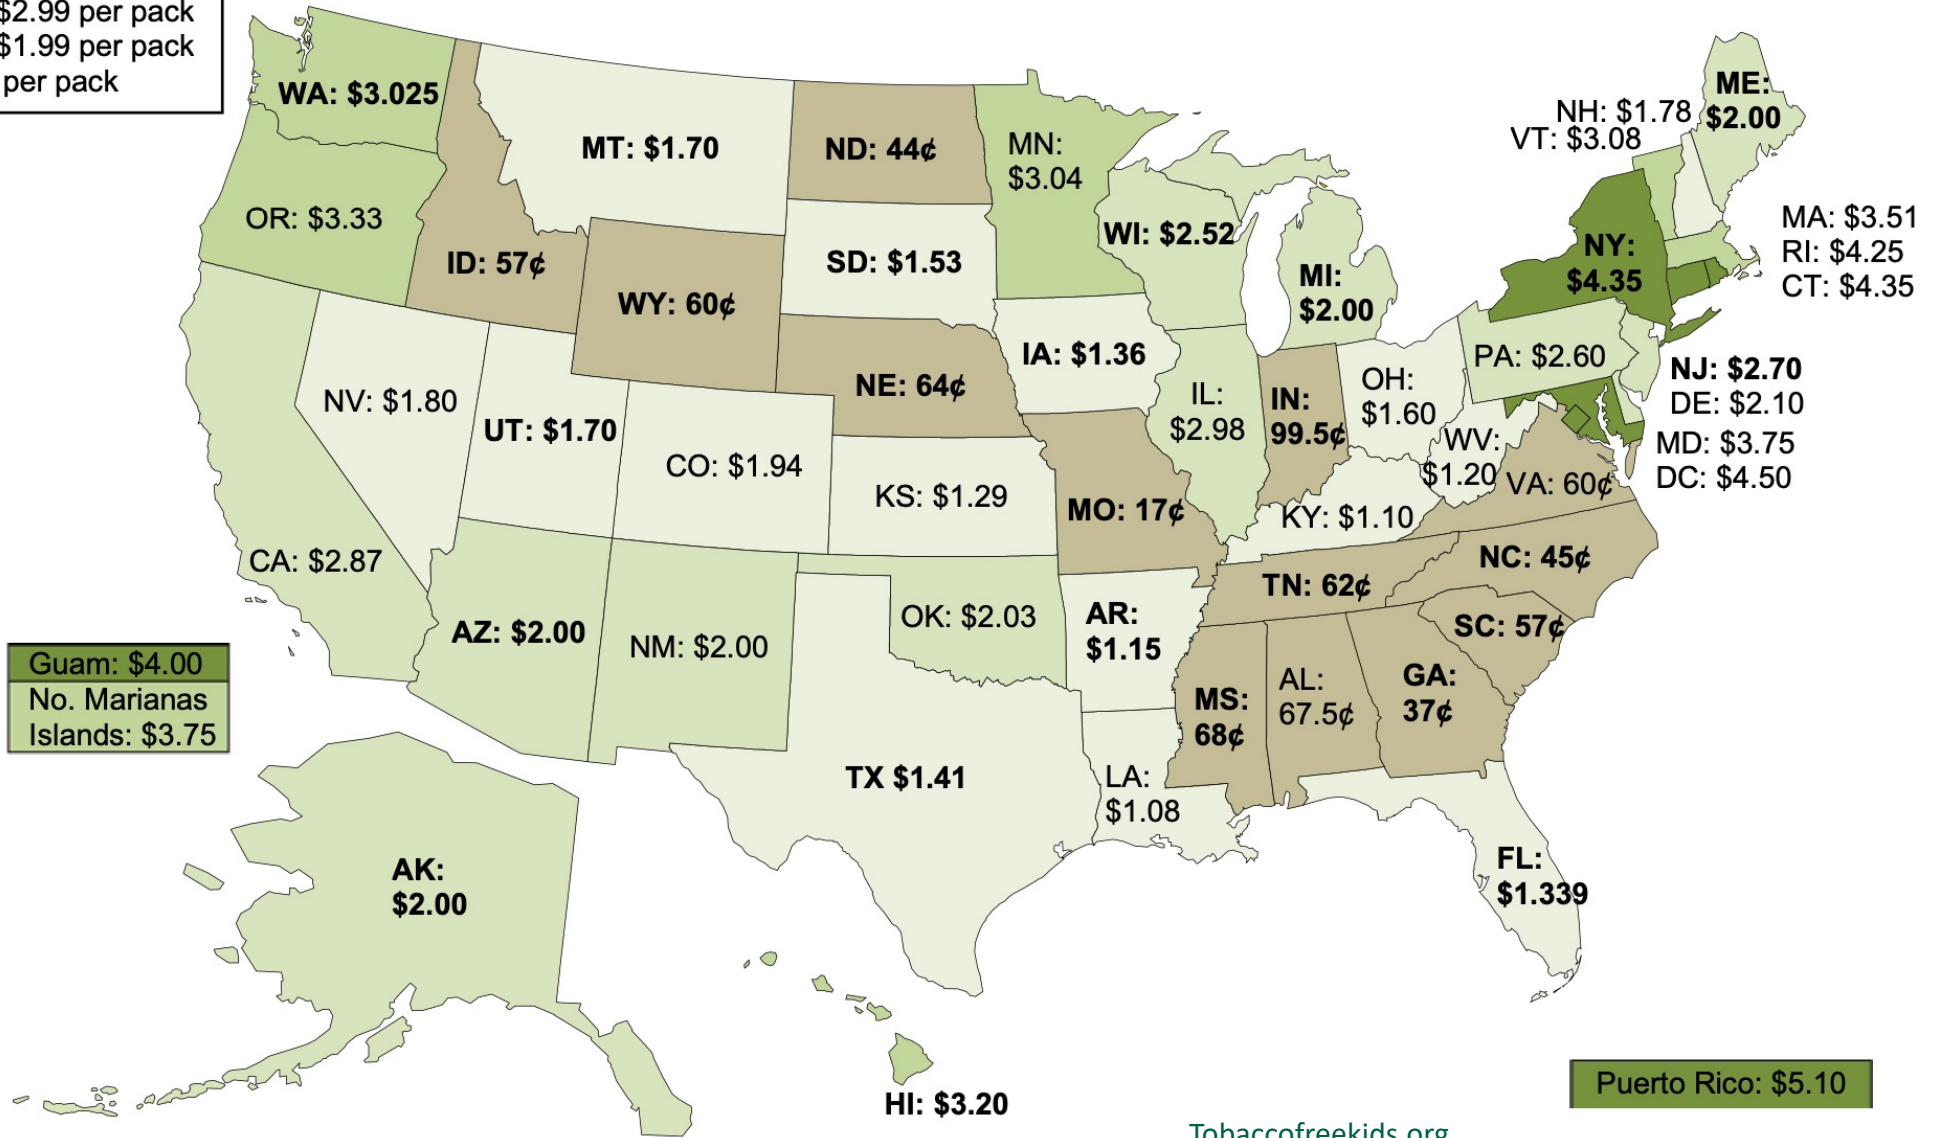 $2.99 per pack
$1.99 per pack
per pack
WA: $3.025
OR: $3.33
CA: $2.87
ID: 57¢
NV: $1.80
MT: $1.70
WY: 60¢
UT: $1.70
CO: $1.94
AZ: $2.00
NM: $2.00
ND: 44¢
SD: $1.53
NE: 64¢
KS: $1.29
OK: $2.03
TX $1.41
MN:
$3.04
IA: $1.36
MO: 17¢
AR:
$1.15
LA:
$1.08
WI: $2.52
IL:
$2.98
MI:
$2.00
IN:
99.5¢
OH:
$1.60
KY: $1.10
TN: 62¢
MS:
68¢
AL:
67.5¢
GA:
37¢
FL:
$1.339
SC: 57¢
NC: 45¢
VA: 60¢
WV:
$1.20
PA: $2.60
NY:
$4.35
VT: $3.08
NH: $1.78
ME:
$2.00
MA: $3.51
RI: $4.25
CT: $4.35
NJ: $2.70
DE: $2.10
MD: $3.75
DC: $4.50
Guam: $4.00
No. Marianas
Islands: $3.75
AK:
$2.00
HI: $3.20
Puerto Rico: $5.10
Tobaccofreekids.org